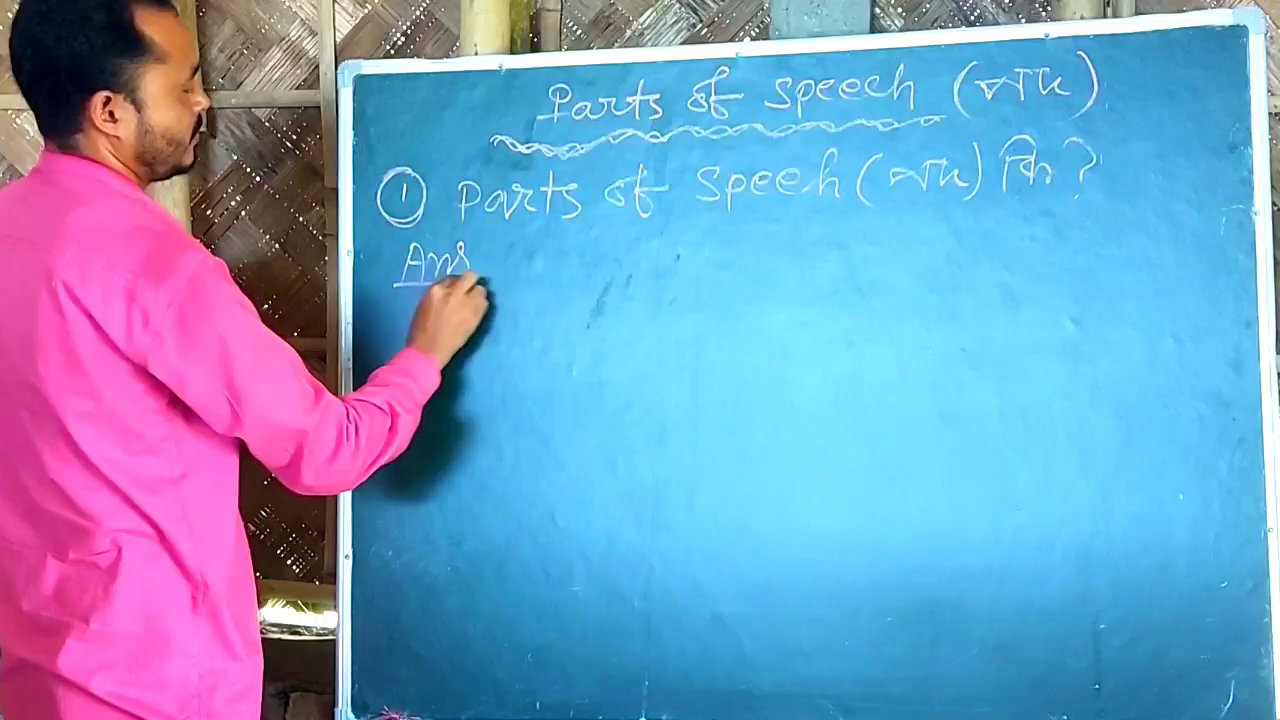 Parts of speech (পদ)
① Parts of Speech (পদ) কি ?
Ans